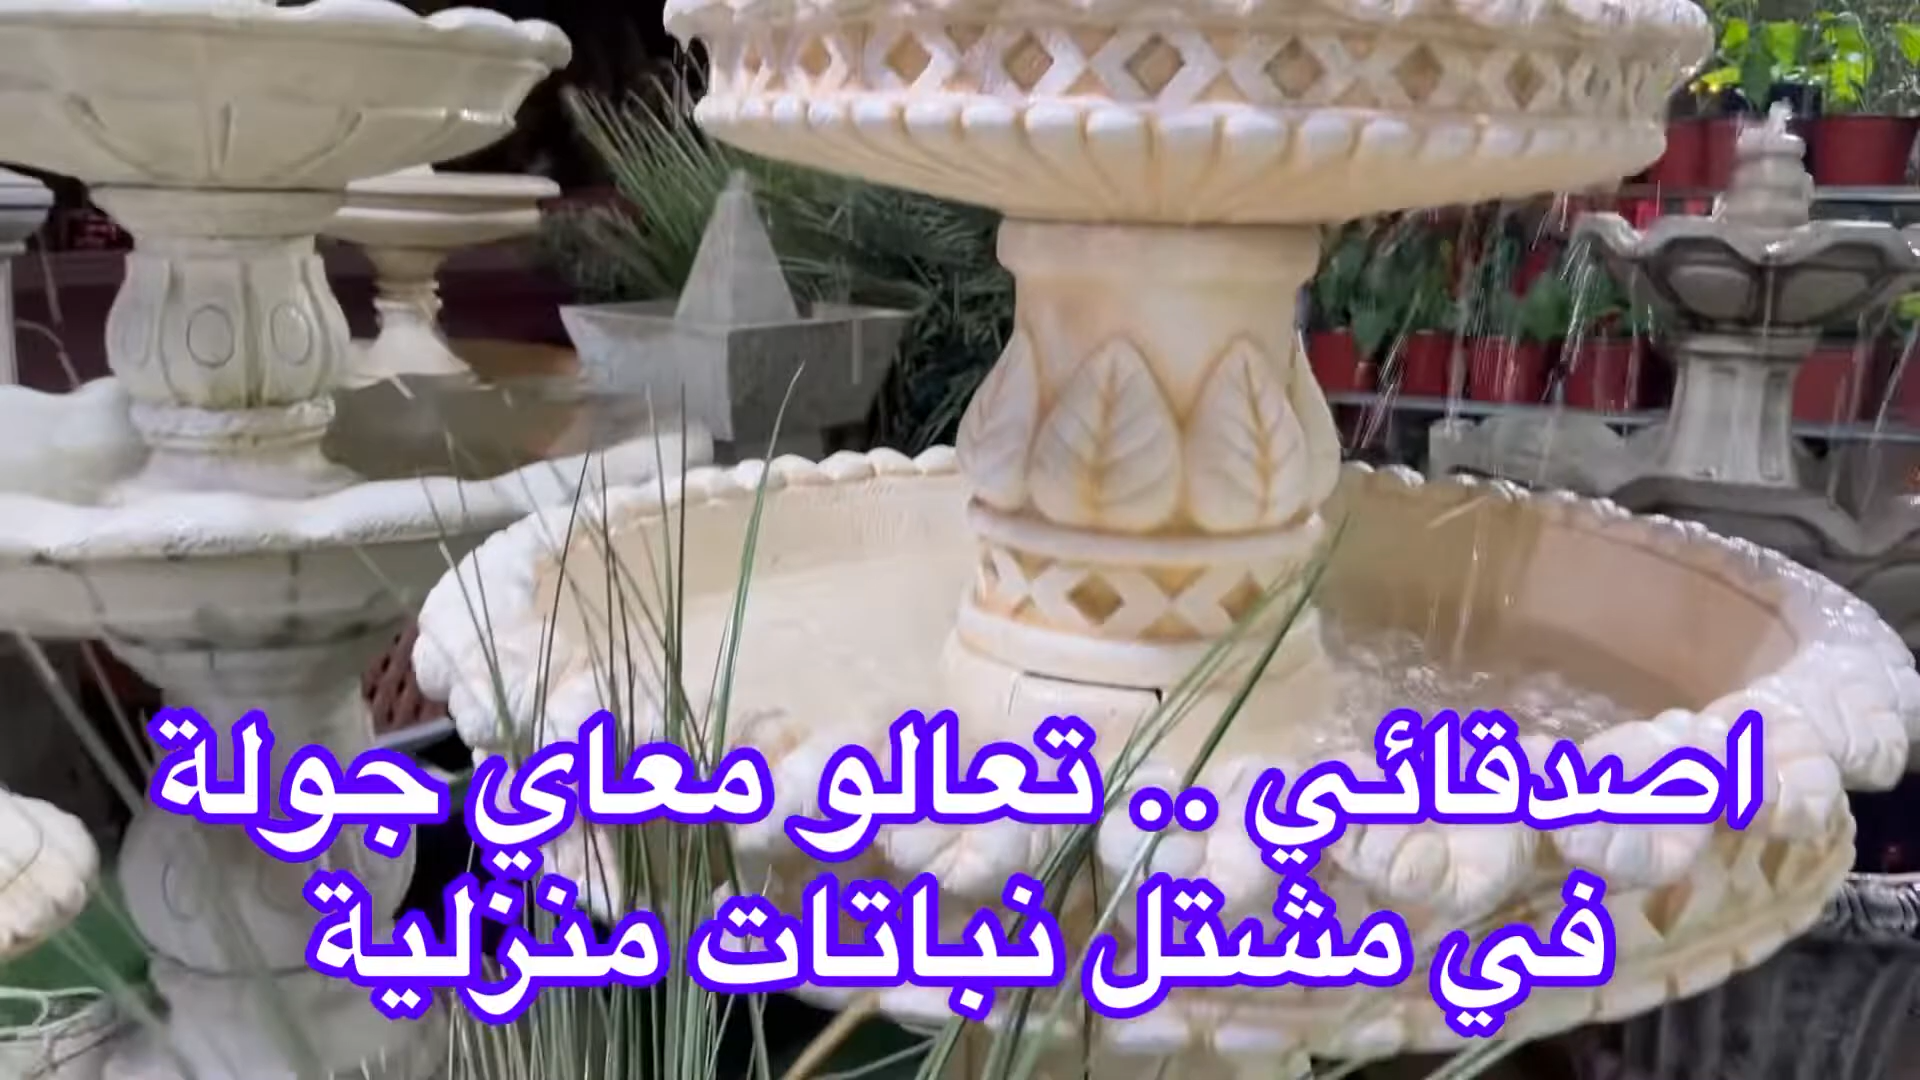 اصدقائي .. تعالو معاي جولة
في مشتل نباتات منزلية